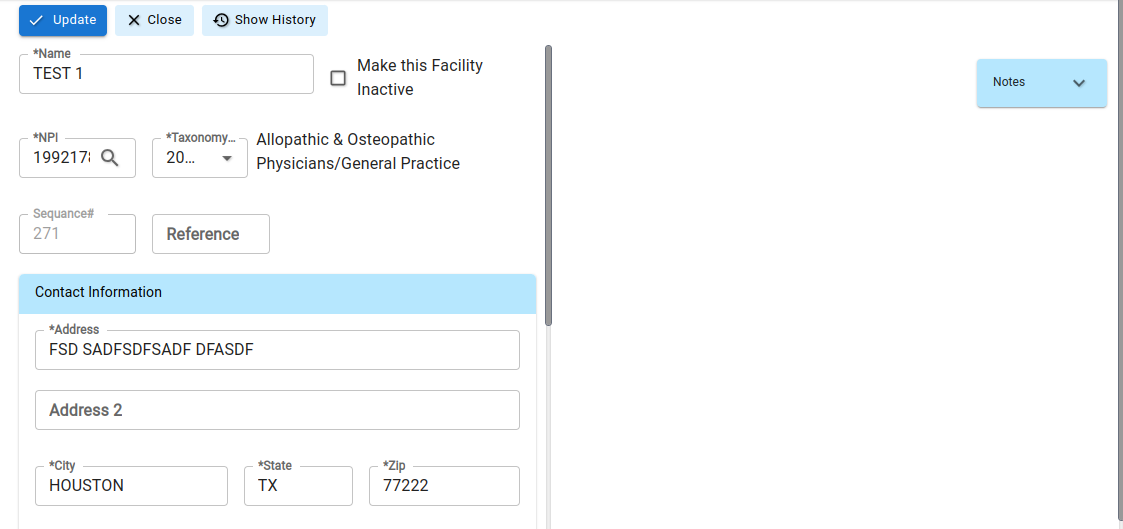 Update Close Show History
*Name
TEST 1
Make this Facility
Inactive
Notes
*NPI
199217
*Taxonomy...
20...
Allopathic & Osteopathic
Physicians/General Practice
Sequance#
271
Reference
Contact Information
*Address
FSD SADFSDFSADF DFASDF
Address 2
*City *State *Zip
HOUSTON TX 77222